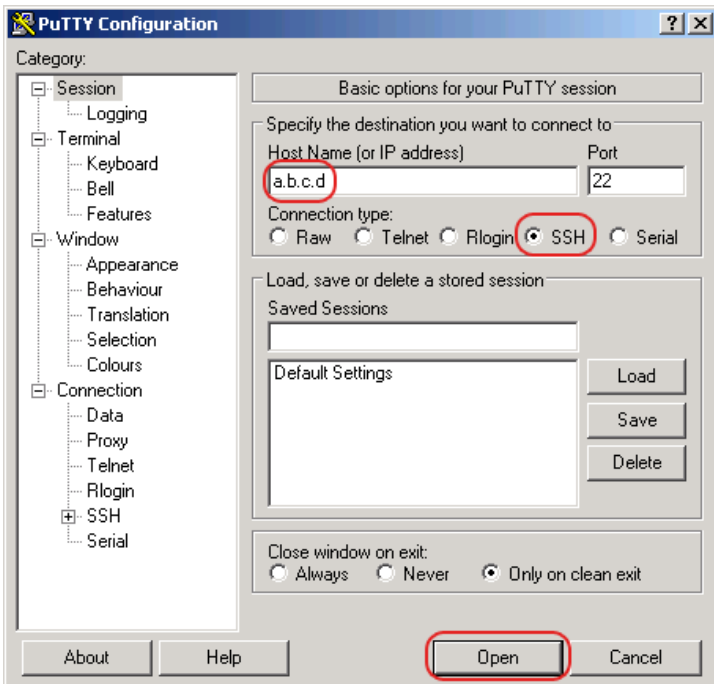 PuTTY Configuration
Category:
Session
Logging
Terminal
Keyboard
Bell
Features
Window
Appearance
Behaviour
Translation
Selection
Colours
Connection
Data
Proxy
Telnet
Rlogin
SSH
Serial
Basic options for your PuTTY session
Specify the destination you want to connect to
Host Name (or IP address) Port
a.b.c.d 22
Connection type:
Raw Telnet Rlogin SSH Serial
Load, save or delete a stored session
Saved Sessions
Default Settings
Load
Save
Delete
Close window on exit:
Always Never Only on clean exit
About Help Open Cancel